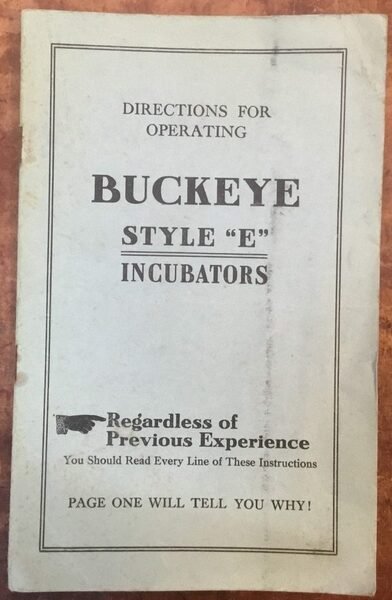 DIRECTIONS FOR
OPERATING
BUCKEYE
STYLE "E"
INCUBATORS
Regardless of
Previous Experience
You Should Read Every Line of These Instructions
PAGE ONE WILL TELL YOU WHY!